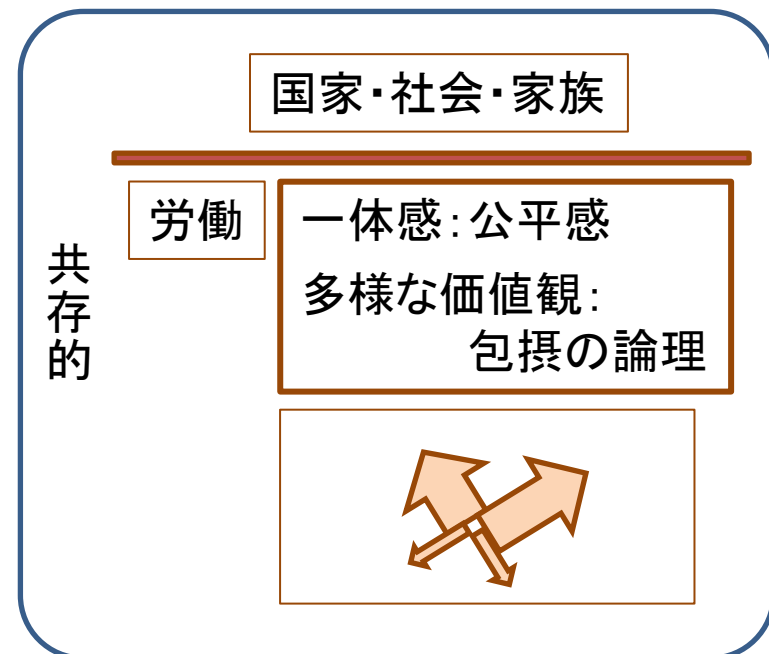 国家・社会・家族
労働
一体感：公平感
多様な価値観：
包摂の論理
共存的